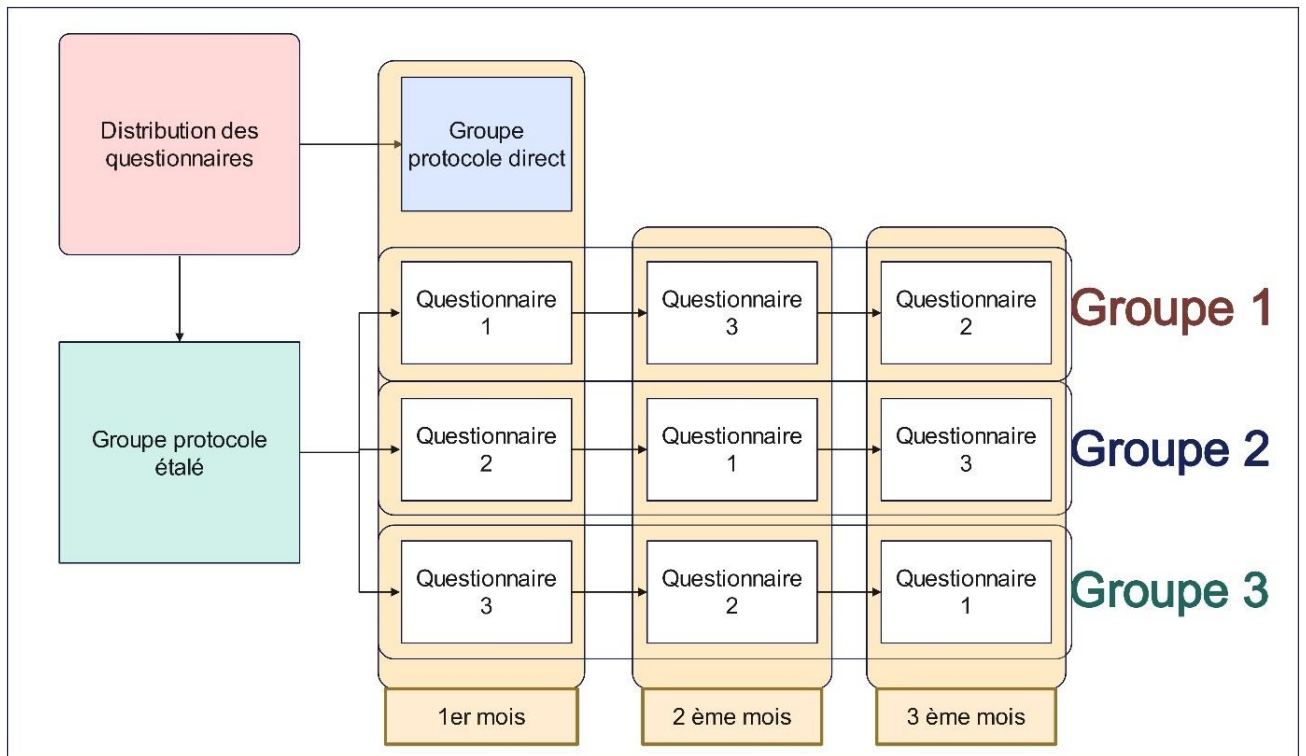 Distribution des
questionnaires
Groupe
protocole direct
Questionnaire
1
Questionnaire
3
Questionnaire
2
Groupe 1
Groupe protocole
étalé
Questionnaire
2
Questionnaire
1
Questionnaire
3
Groupe 2
Questionnaire
3
Questionnaire
2
Questionnaire
1
Groupe 3
1er mois
2 ème mois
3 ème mois